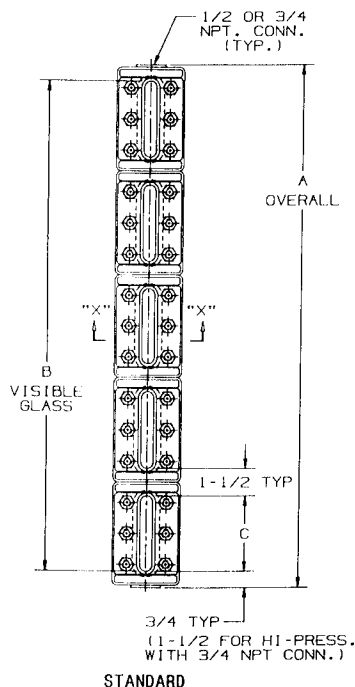 1/2 OR 3/4
NPT. CONN.
(TYP.)
A
OVERALL
"X"
"X"
B
VISIBLE
GLASS
1-1/2 TYP
C
3/4 TYP
(1-1/2 FOR HI-PRESS.
WITH 3/4 NPT CONN.)
STANDARD